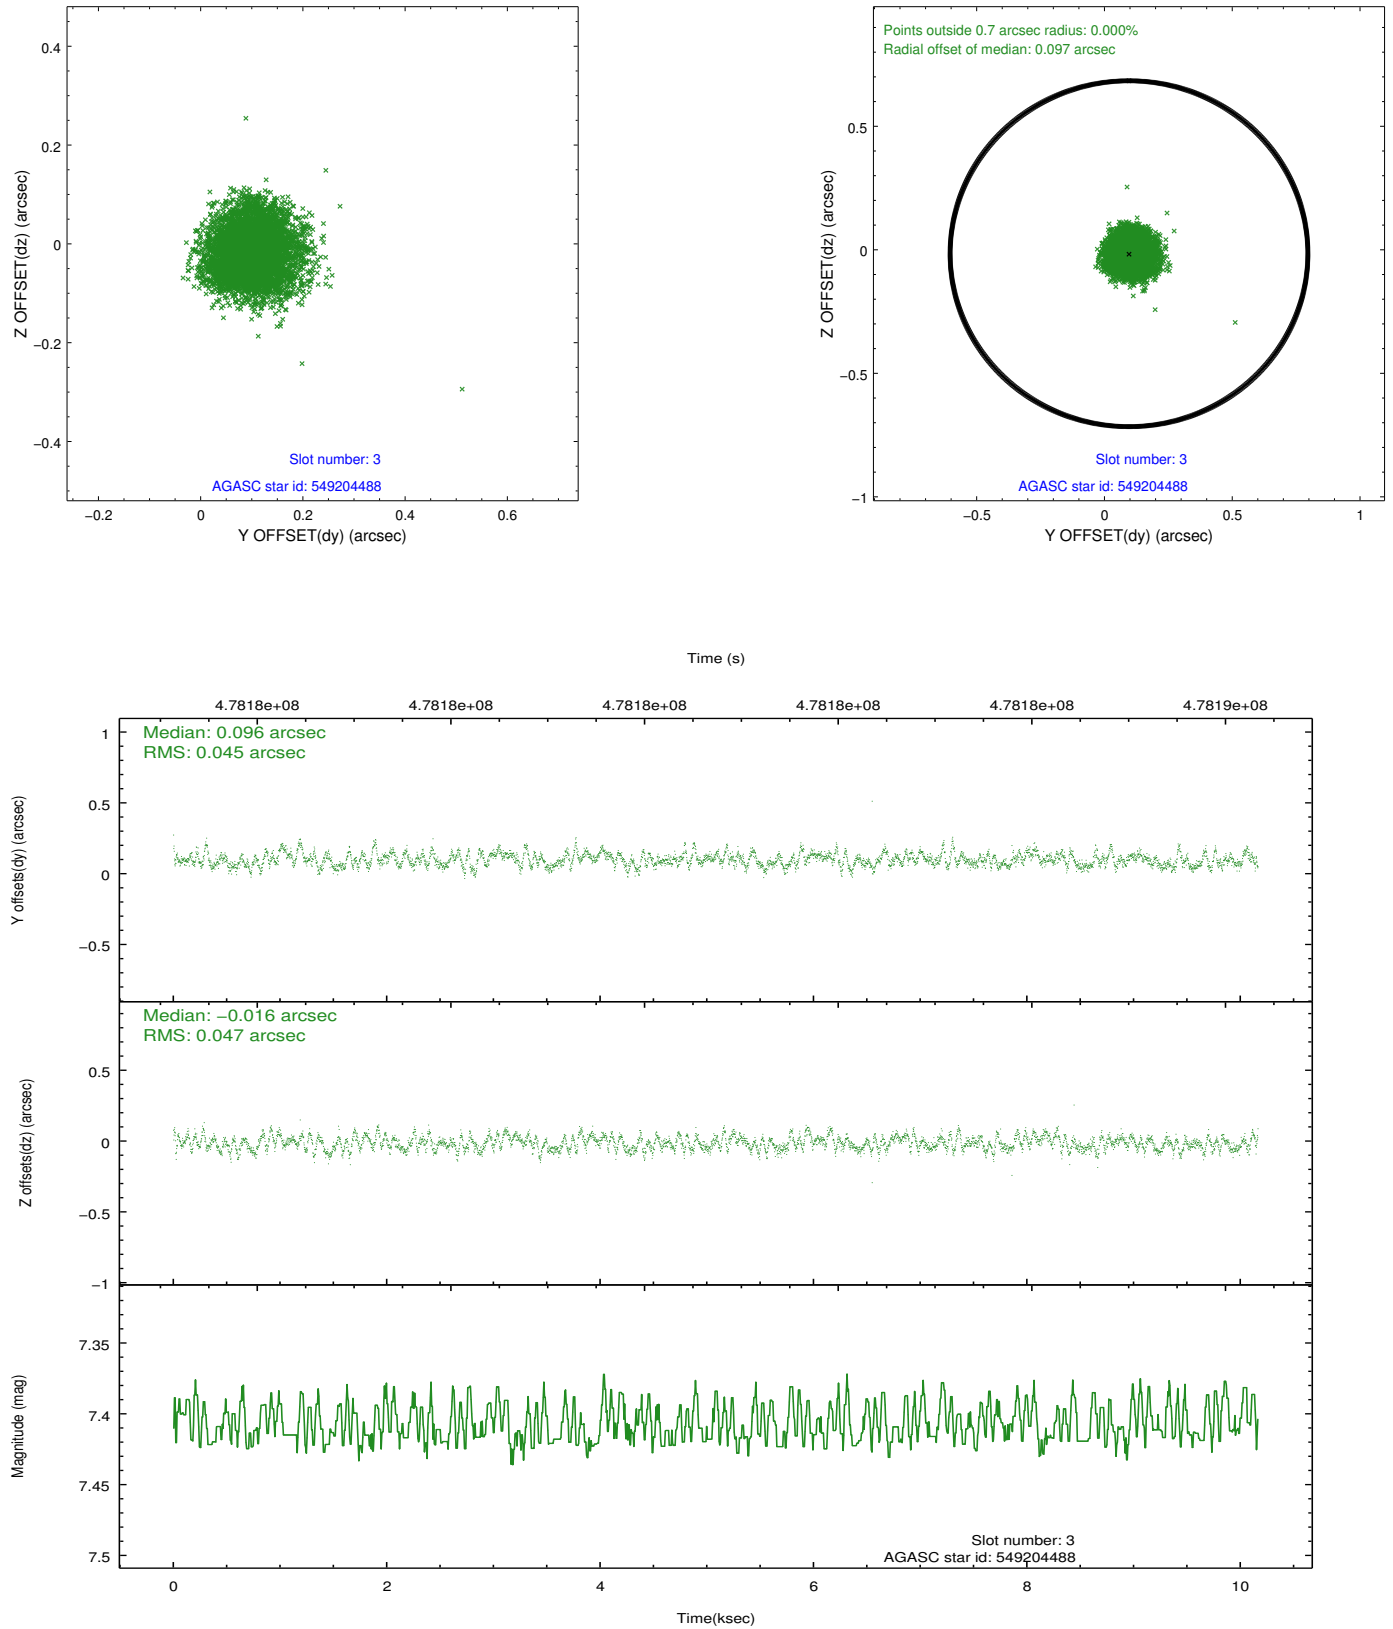 0.4
0.2
0
−0.2
−0.4
Z OFFSET(dz) (arcsec)
Slot number: 3
AGASC star id: 549204488
−0.2 0 0.2 0.4 0.6
Y OFFSET(dy) (arcsec)
Points outside 0.7 arcsec radius: 0.000%
Radial offset of median: 0.097 arcsec
0.5
0
−0.5
−1
Z OFFSET(dz) (arcsec)
Slot number: 3
AGASC star id: 549204488
−0.5 0 0.5 1
Y OFFSET(dy) (arcsec)
Time (s)
4.7818e+08 4.7818e+08 4.7818e+08 4.7818e+08 4.7818e+08 4.7819e+08
Median: 0.096 arcsec
RMS: 0.045 arcsec
1
0.5
0
−0.5
Y offsets(dy) (arcsec)
Median: −0.016 arcsec
RMS: 0.047 arcsec
0.5
0
−0.5
−1
Z offsets(dz) (arcsec)
7.35
7.4
7.45
7.5
Magnitude (mag)
Slot number: 3
AGASC star id: 549204488
0 2 4 6 8 10
Time(ksec)